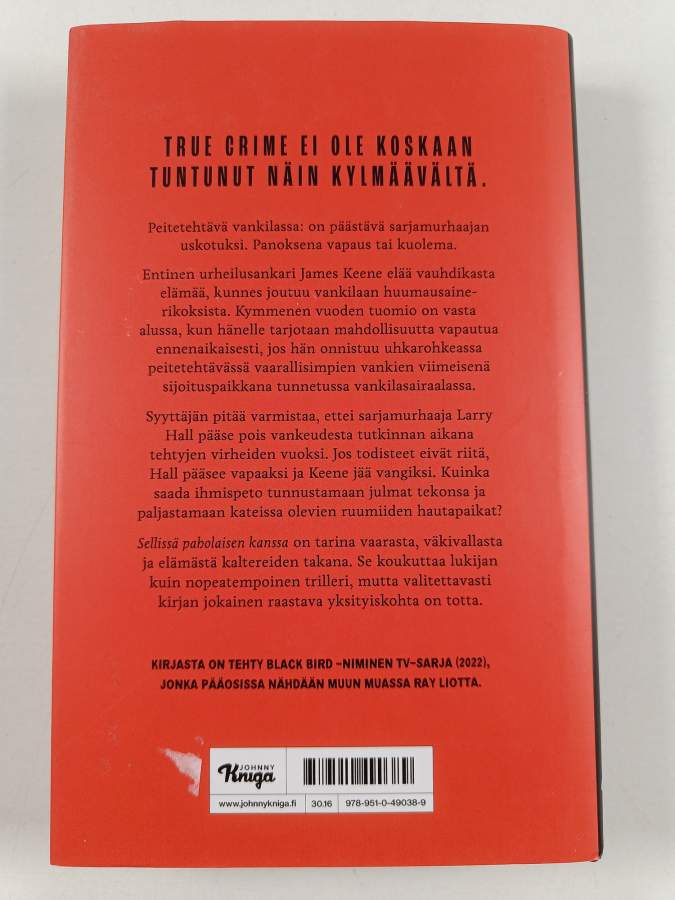 TRUE CRIME EI OLE KOSKAAN
TUNTUNUT NÄIN KYLMÄÄVÄLTÄ.
Peitetehtävä vankilassa: on päästävä sarjamurhaajan
uskotuksi. Panoksena vapaus tai kuolema.
Entinen urheilusankari James Keene elää vauhdikasta
elämää, kunnes joutuu vankilaan huumausaine-
rikoksista. Kymmenen vuoden tuomio on vasta
alussa, kun hänelle tarjotaan mahdollisuutta vapautua
ennenaikaisesti, jos hän onnistuu uhkarohkeassa
peitetehtävässä vaarallisimpien vankien viimeisenä
sijoituspaikkana tunnetussa vankilasairaalassa.
Syyttäjän pitää varmistaa, ettei sarjamurhaaja Larry
Hall pääse pois vankeudesta tutkinnan aikana
tehtyjen virheiden vuoksi. Jos todisteet eivät riitä,
Hall pääsee vapaaksi ja Keene jää vangiksi. Kuinka
saada ihmispeto tunnustamaan julmat tekonsa ja
paljastamaan kateissa olevien ruumiiden hautapaikat?
Sellissä paholaisen kanssa on tarina vaarasta, väkivallasta
ja elämästä kaltereiden takana. Se koukuttaa lukijan
kuin nopeatempoinen trilleri, mutta valitettavasti
kirjan jokainen raastava yksityiskohta on totta.
KIRJASTA ON TEHTY BLACK BIRD -NIMINEN TV-SARJA (2022),
JONKA PÄÄOSISSA NÄHDÄÄN MUUN MUASSA RAY LIOTTA.
JOHNNY
Kniga
www.johnnykniga.fi 30.16 978-951-0-49038-9